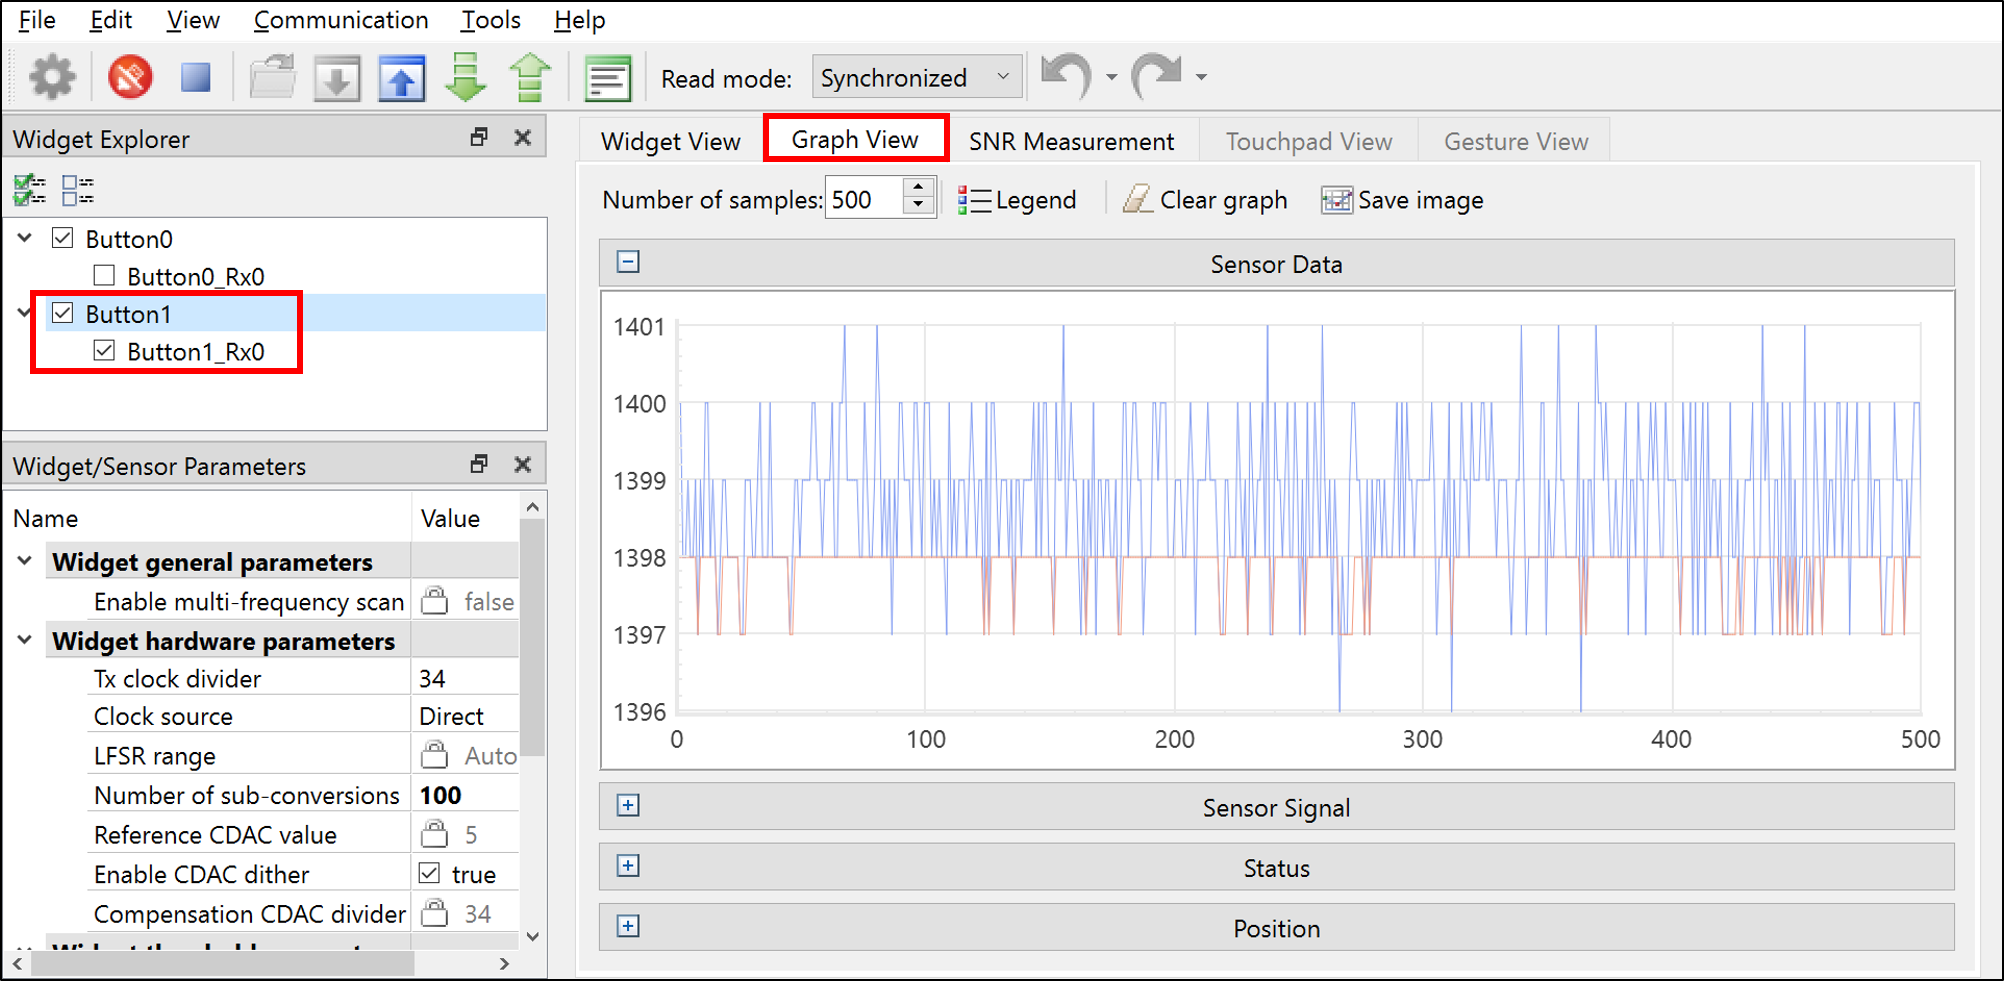 File Edit View Communication Tools Help
Read mode: Synchronized
Widget Explorer
Button0
Button0_Rx0
Button1
Button1_Rx0
Widget/Sensor Parameters
Name Value
Widget general parameters
Enable multi-frequency scan false
Widget hardware parameters
Tx clock divider 34
Clock source Direct
LFSR range Auto
Number of sub-conversions 100
Reference CDAC value 5
Enable CDAC dither true
Compensation CDAC divider 34
Widget View Graph View SNR Measurement Touchpad View Gesture View
Number of samples: 500 Legend Clear graph Save image
Sensor Data
1401
1400
1399
1398
1397
1396
0 100 200 300 400 500
Sensor Signal
Status
Position